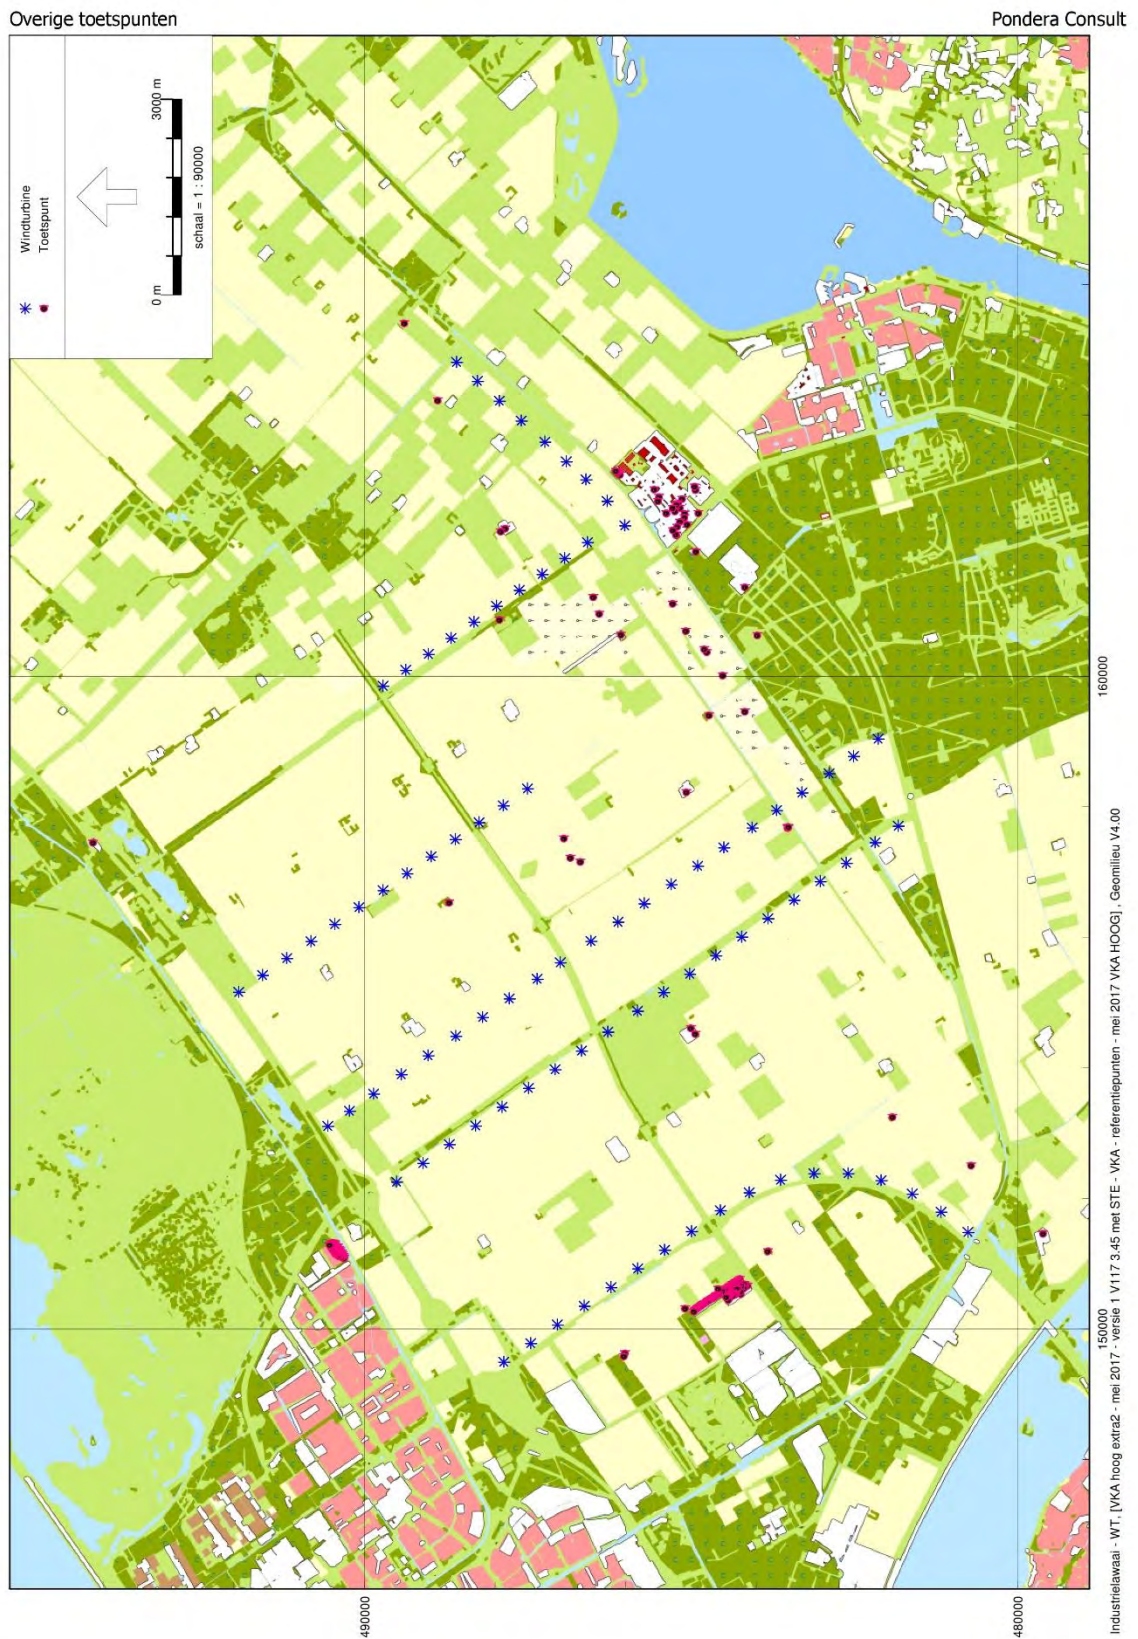 Overige toetspunten
Pondera Consult
Windturbine
Toetspunt
0 m
3000 m
schaal = 1 : 90000
160000
150000
490000
480000
Industrielawaai - WT, [VKA hoog extra2 - mei 2017 - versie 1 V117 3.45 met STE - VKA - referentiepunten - mei 2017 VKA HOOG] , Geomilieu V4.00